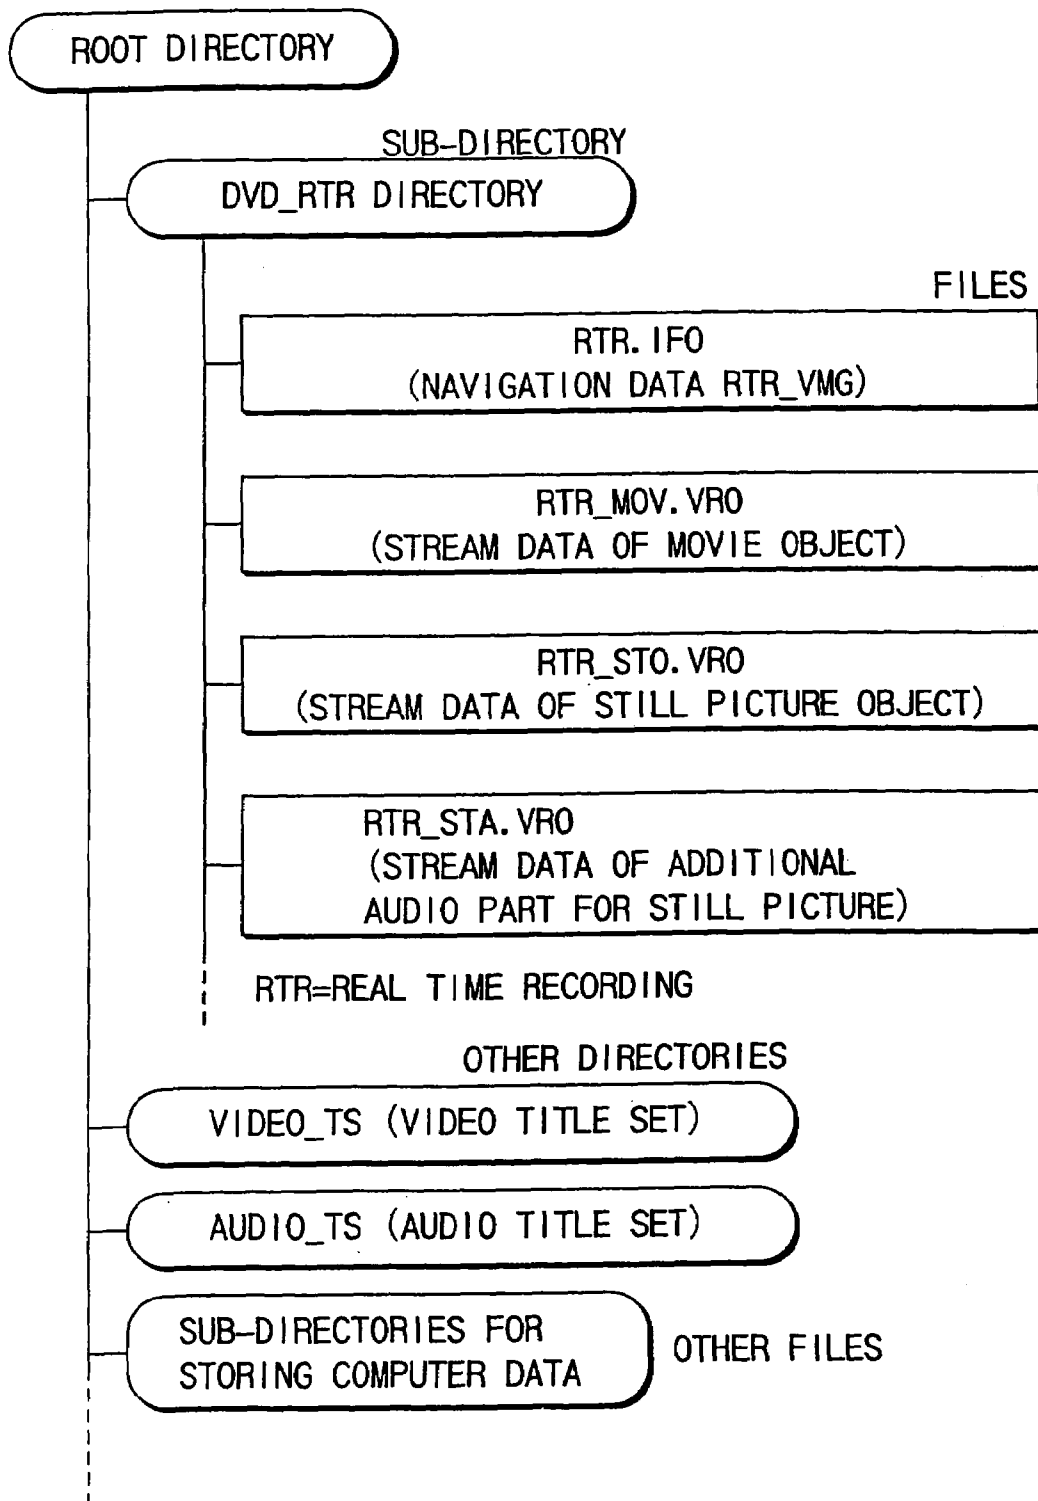 ROOT DIRECTORY
SUB-DIRECTORY
DVD_RTR DIRECTORY
FILES
RTR.IFO
(NAVIGATION DATA RTR_VMG)
RTR_MOV.VRO
(STREAM DATA OF MOVIE OBJECT)
RTR_STO.VRO
(STREAM DATA OF STILL PICTURE OBJECT)
RTR_STA.VRO
(STREAM DATA OF ADDITIONAL
AUDIO PART FOR STILL PICTURE)
RTR=REAL TIME RECORDING
OTHER DIRECTORIES
VIDEO_TS (VIDEO TITLE SET)
AUDIO_TS (AUDIO TITLE SET)
SUB-DIRECTORIES FOR
STORING COMPUTER DATA
OTHER FILES